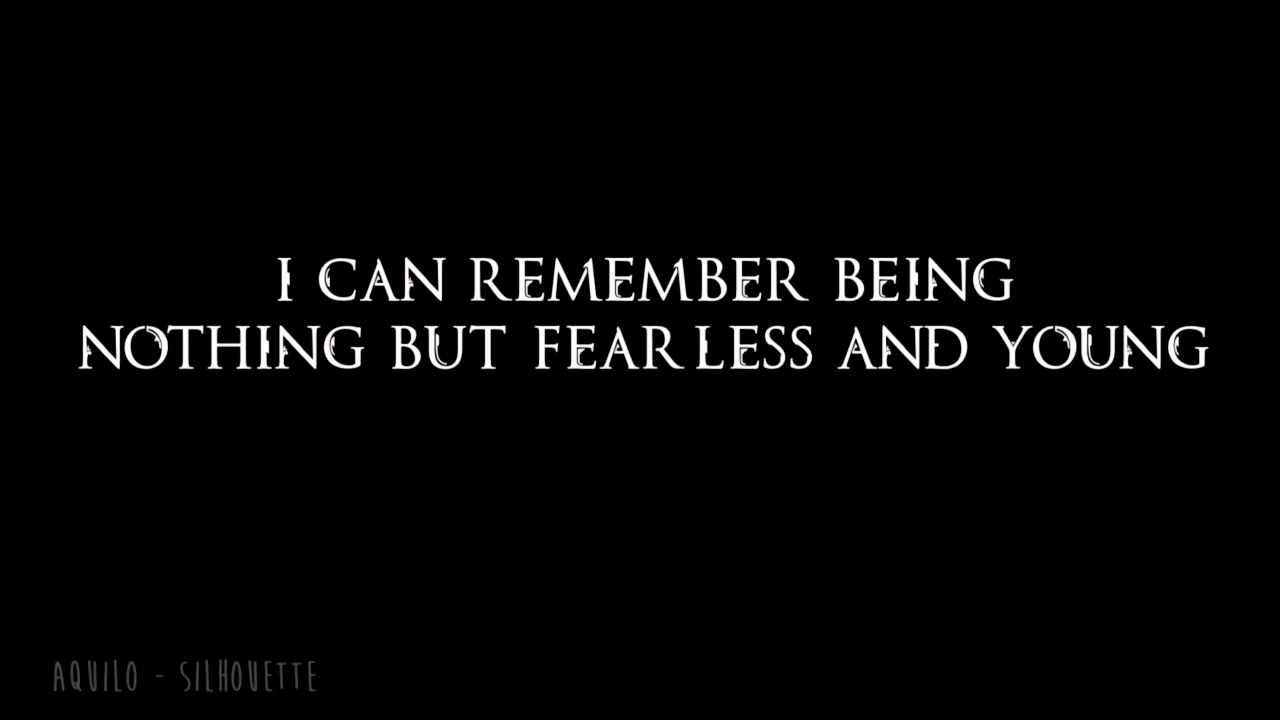 I CAN REMEMBER BEING
NOTHING BUT FEARLESS AND YOUNG
AQUILO - SILHOUETTE